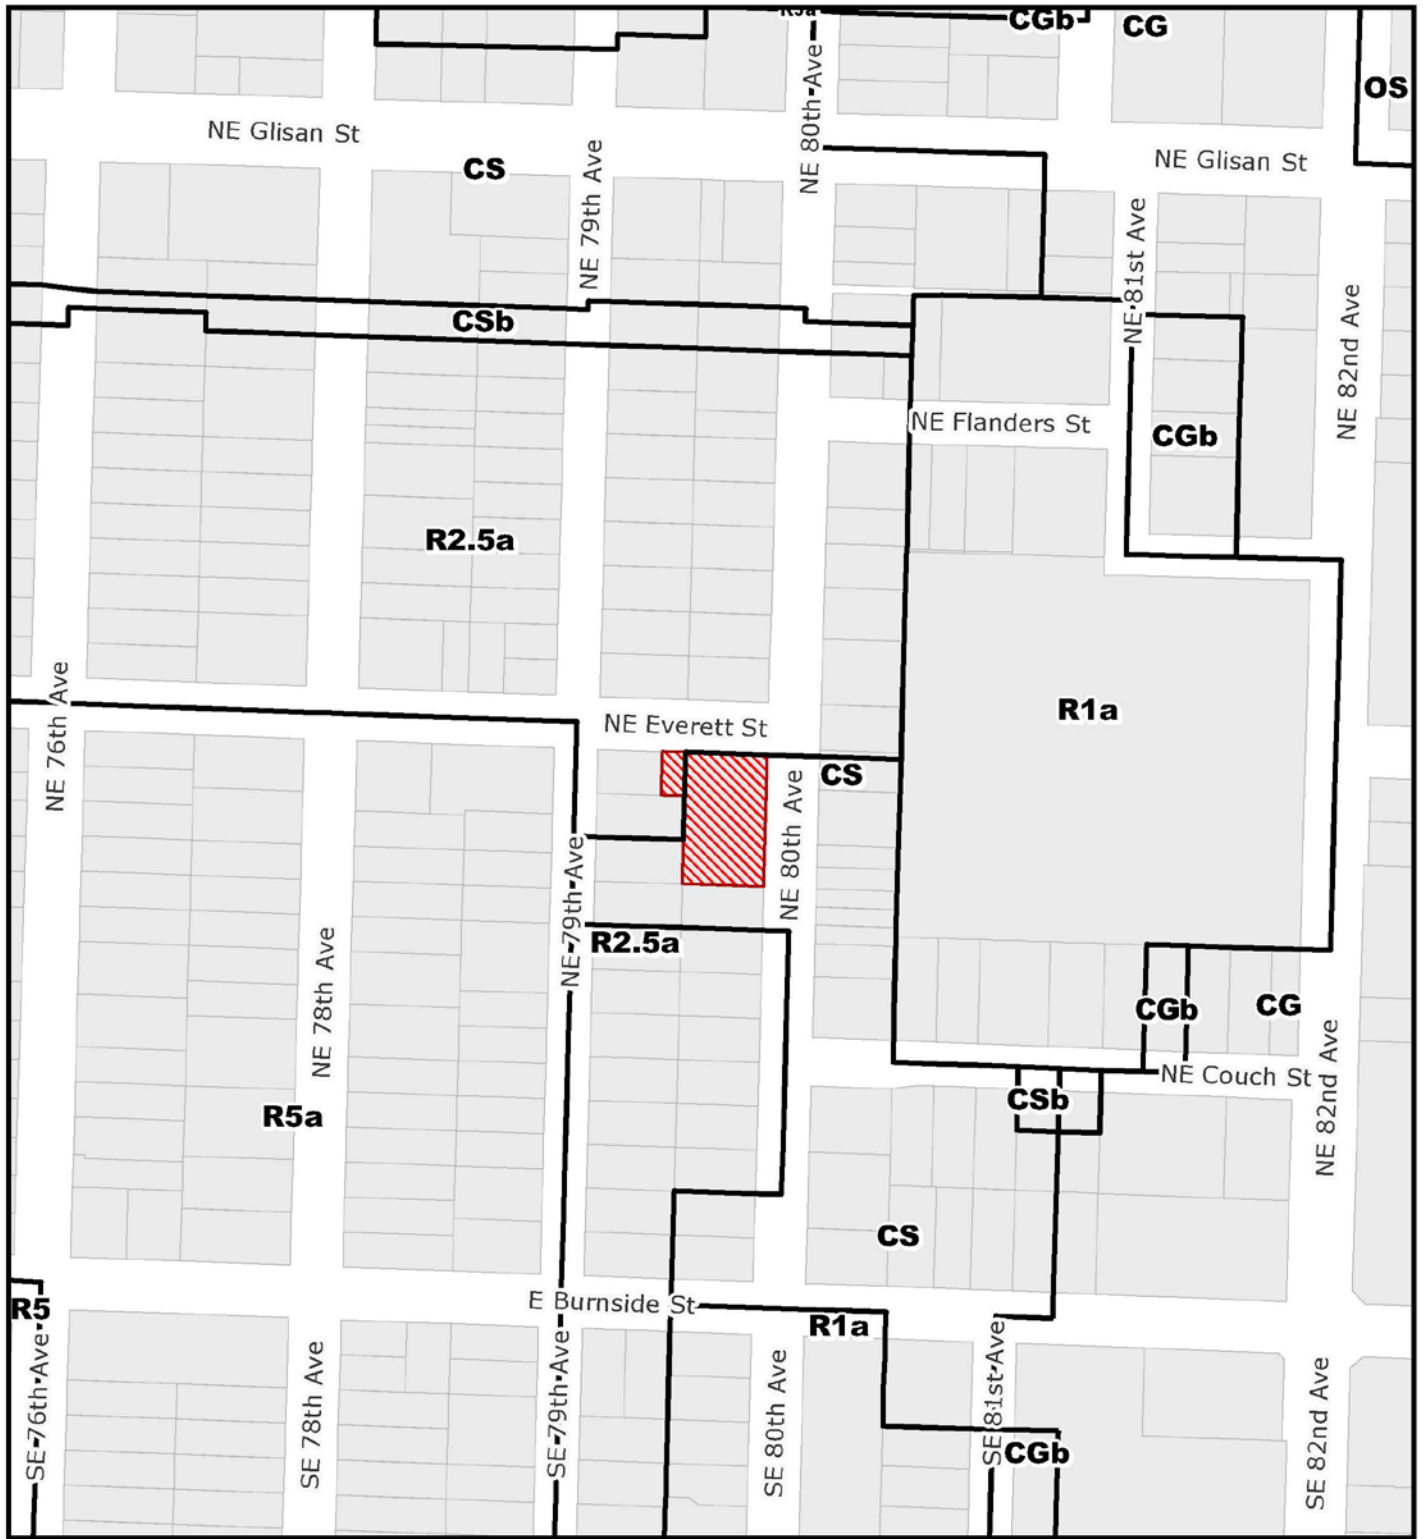 CGb
CG
OS
NE 80th Ave
NE Glisan St
NE Glisan St
CS
NE 79th Ave
NE 81st Ave
NE 82nd Ave
CSb
NE Flanders St
CGb
R2.5a
NE 76th Ave
NE Everett St
R1a
CS
NE 80th Ave
NE 79th Ave
R2.5a
NE 78th Ave
CGb
CG
NE 82nd Ave
NE Couch St
CSb
R5a
CS
E Burnside St
R5
R1a
SE 76th Ave
SE 78th Ave
SE 79th Ave
SE 80th Ave
SE 81st Ave
SE 82nd Ave
CGb